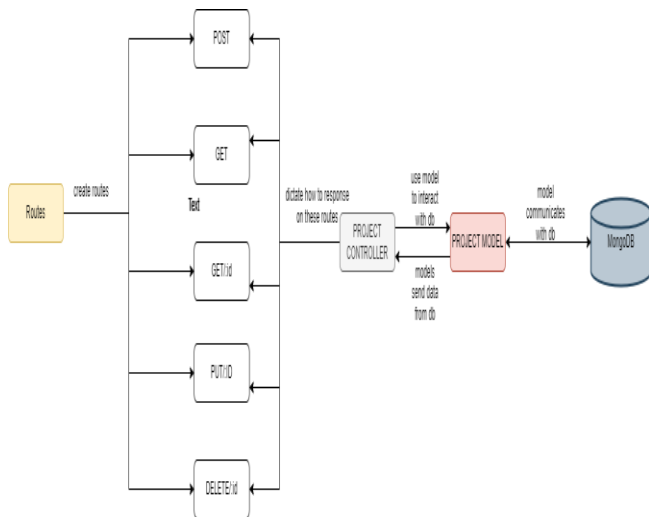 POST
GET
Text
Routes
create routes
dictate how to response
on these routes
use model
to interact
with db
model
communicates
with db
PROJECT
CONTROLLER
PROJECT MODEL
MongoDB
models
send data
from db
GET/:id
PUT/:ID
DELETE/:id